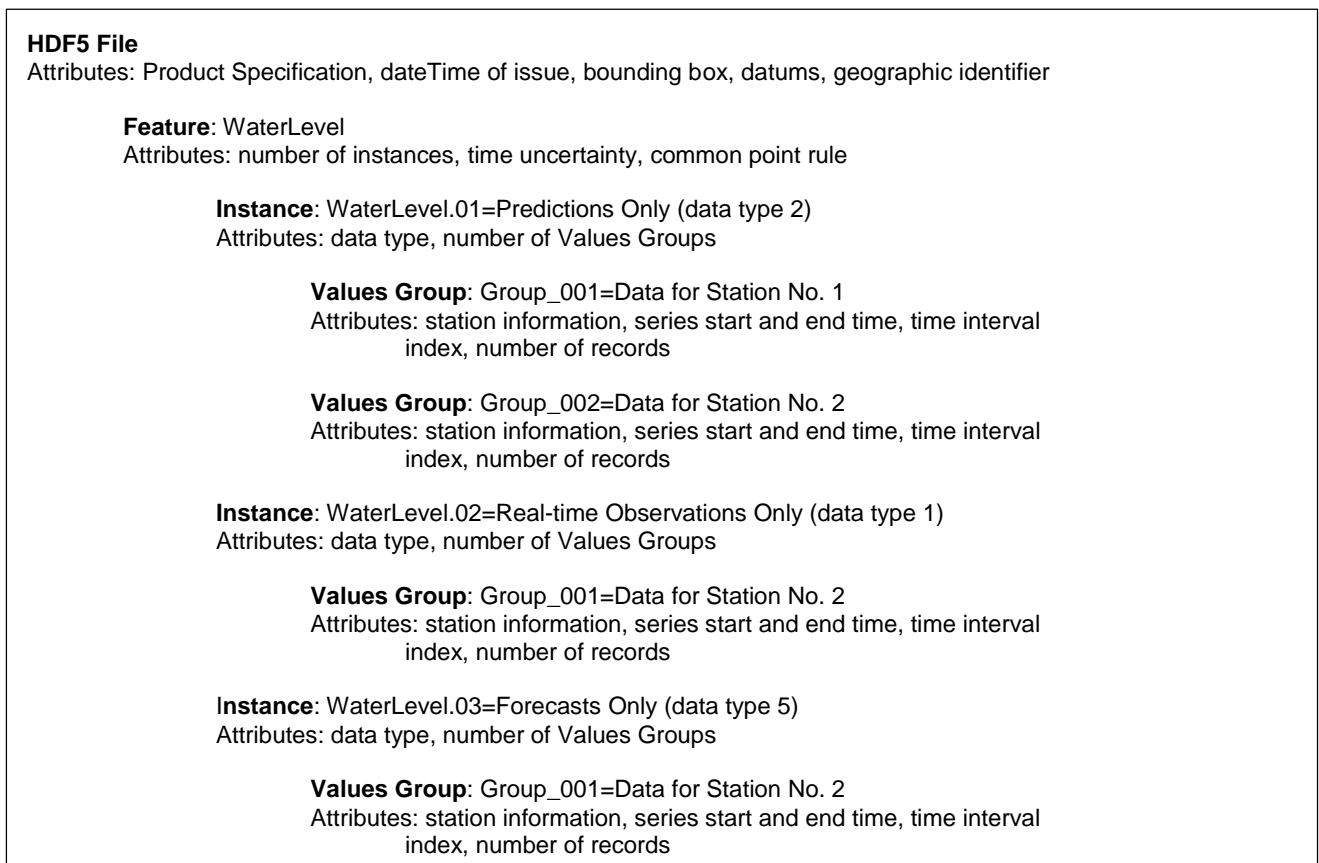 HDF5 File
Attributes: Product Specification, dateTime of issue, bounding box, datums, geographic identifier
Feature: WaterLevel
Attributes: number of instances, time uncertainty, common point rule
Instance: WaterLevel.01=Predictions Only (data type 2)
Attributes: data type, number of Values Groups
Values Group: Group_001=Data for Station No. 1
Attributes: station information, series start and end time, time interval
index, number of records
Values Group: Group_002=Data for Station No. 2
Attributes: station information, series start and end time, time interval
index, number of records
Instance: WaterLevel.02=Real-time Observations Only (data type 1)
Attributes: data type, number of Values Groups
Values Group: Group_001=Data for Station No. 2
Attributes: station information, series start and end time, time interval
index, number of records
Instance: WaterLevel.03=Forecasts Only (data type 5)
Attributes: data type, number of Values Groups
Values Group: Group_001=Data for Station No. 2
Attributes: station information, series start and end time, time interval
index, number of records